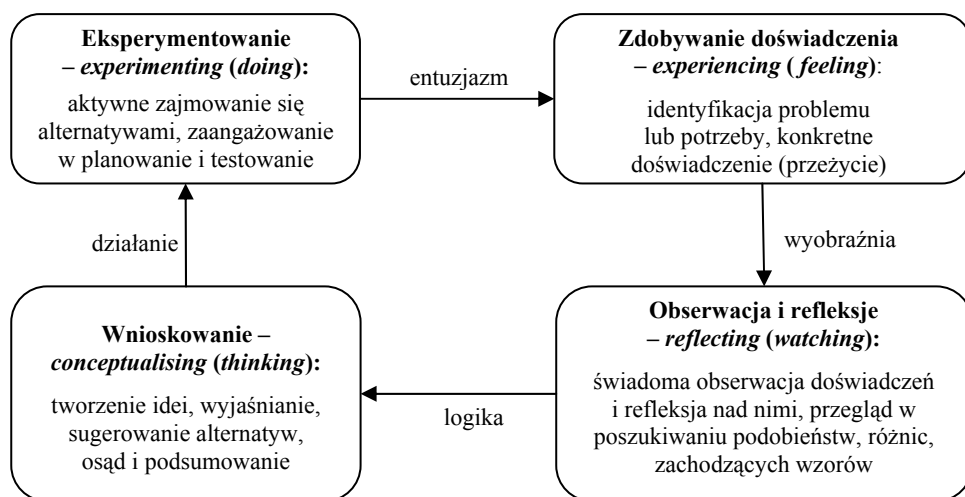 Eksperymentowanie
– experimenting (doing):
aktywne zajmowanie się
alternatywami, zaangażowanie
w planowanie i testowanie
entuzjazm
Zdobywanie doświadczenia
– experiencing ( feeling):
identyfikacja problemu
lub potrzeby, konkretne
doświadczenie (przeżycie)
działanie
wyobraźnia
Wnioskowanie –
conceptualising (thinking):
tworzenie idei, wyjaśnianie,
sugerowanie alternatyw,
osąd i podsumowanie
logika
Obserwacja i refleksje
– reflecting (watching):
świadoma obserwacja doświadczeń
i refleksja nad nimi, przegląd w
poszukiwaniu podobieństw, różnic,
zachodzących wzorów